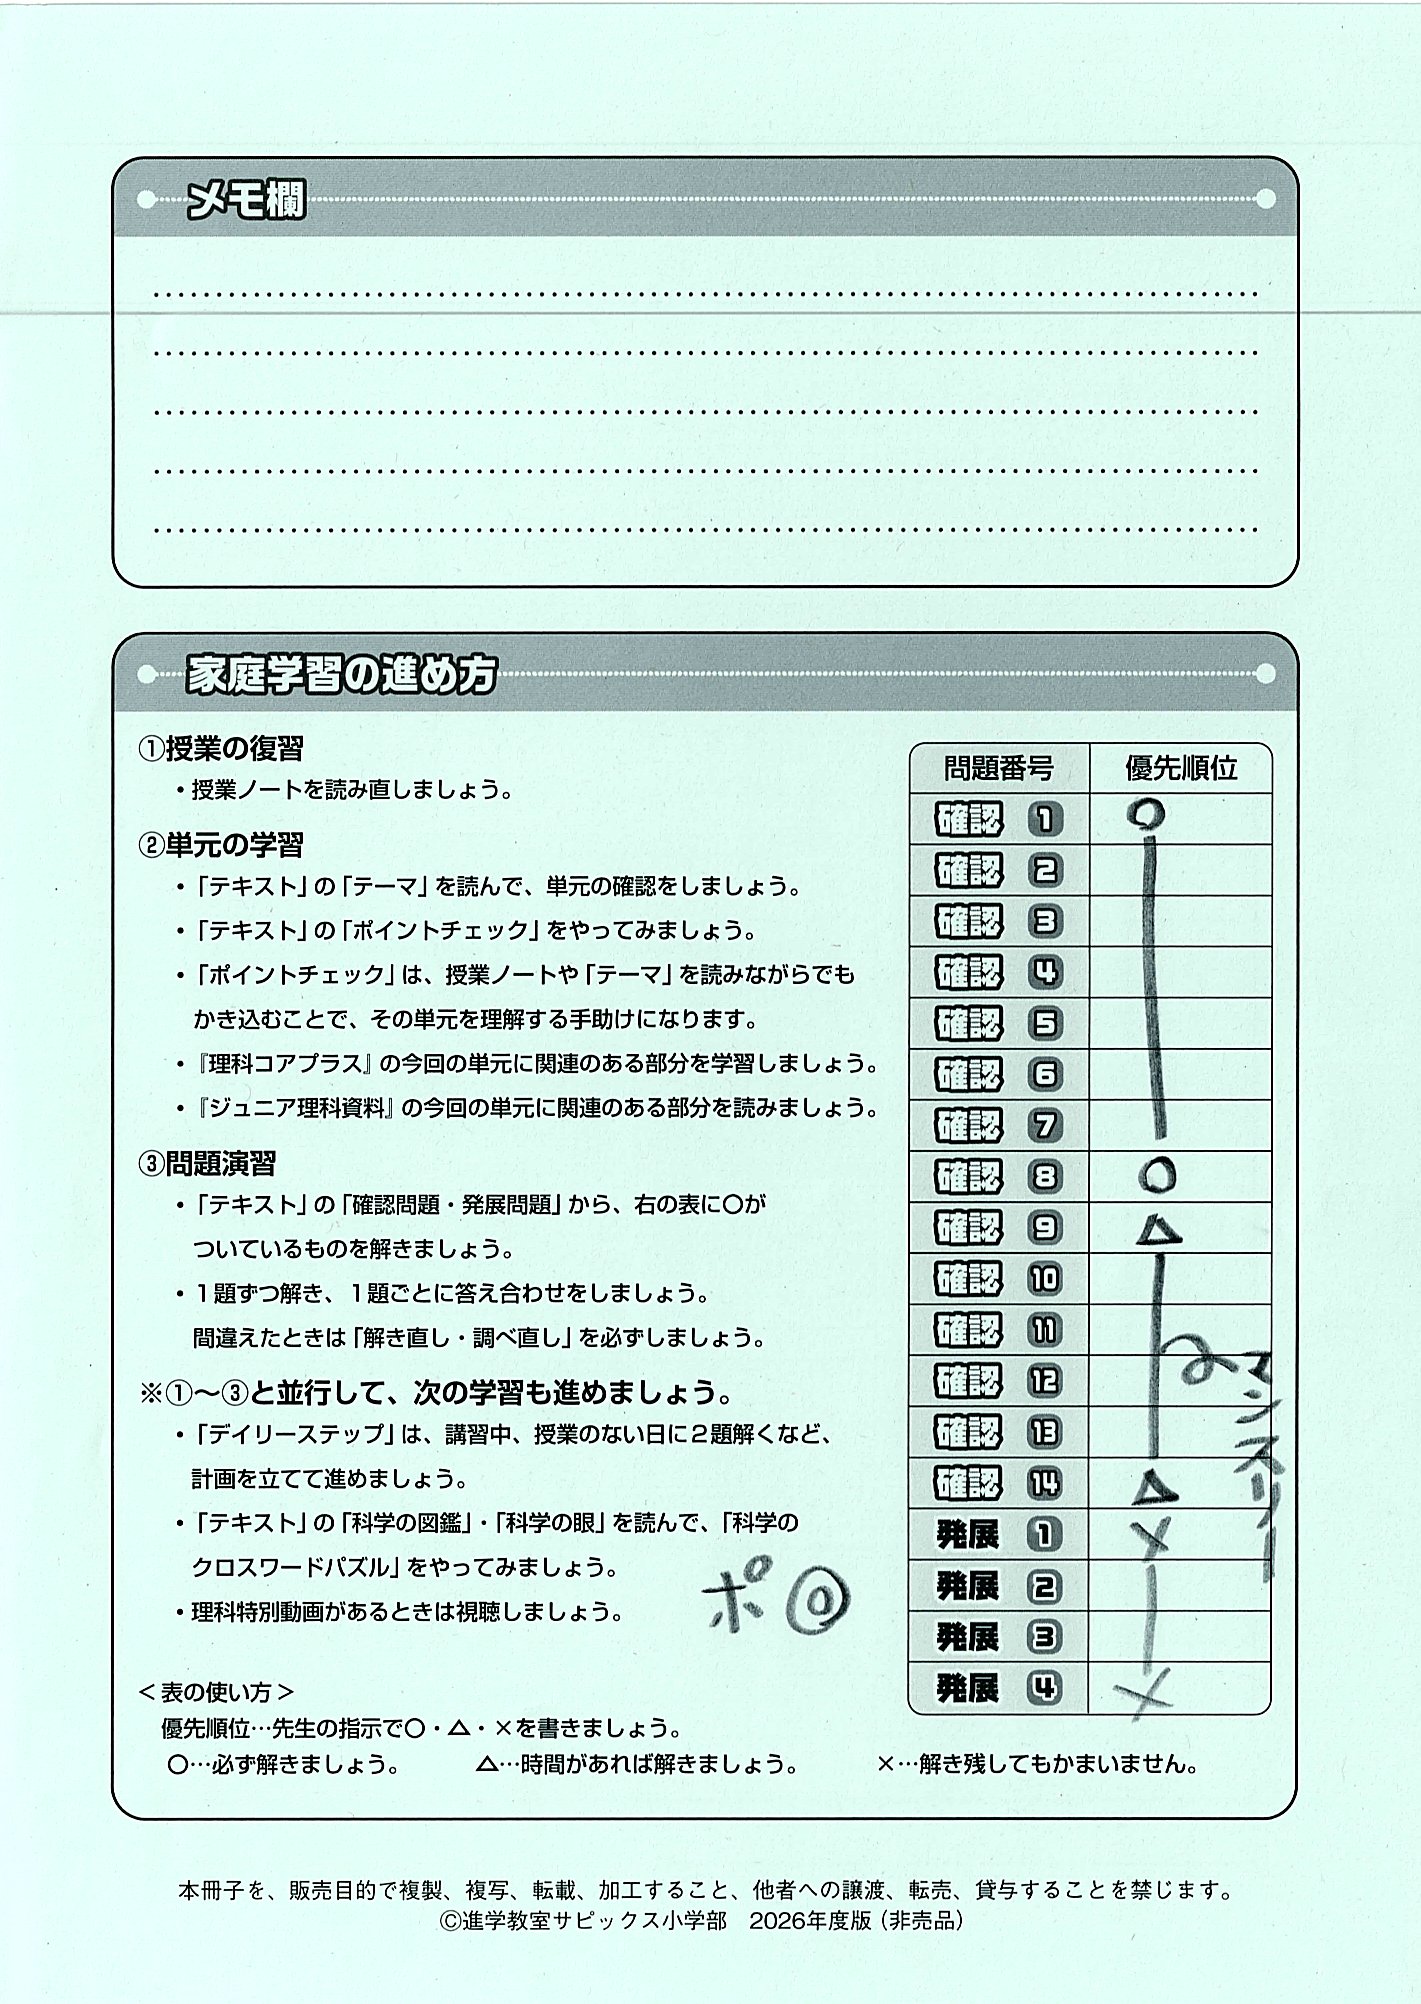 メモ欄
家庭学習の進め方
①授業の復習
・授業ノートを読み直しましょう。
②単元の学習
・「テキスト」の「テーマ」を読んで、単元の確認をしましょう。
・「テキスト」の「ポイントチェック」をやってみましょう。
・「ポイントチェック」は、授業ノートや「テーマ」を読みながらでも
かき込むことで、その単元を理解する手助けになります。
・『理科コアプラス』の今回の単元に関連のある部分を学習しましょう。
・『ジュニア理科資料』の今回の単元に関連のある部分を読みましょう。
③問題演習
・「テキスト」の「確認問題・発展問題」から、右の表に〇が
ついているものを解きましょう。
・1題ずつ解き、1題ごとに答え合わせをしましょう。
間違えたときは「解き直し・調べ直し」を必ずしましょう。
※①～③と並行して、次の学習も進めましょう。
・「デイリーステップ」は、講習中、授業のない日に2題解くなど、
計画を立てて進めましょう。
・「テキスト」の「科学の図鑑」・「科学の眼」を読んで、「科学の
クロスワードパズル」をやってみましょう。
・理科特別動画があるときは視聴しましょう。
ポ ◎
問題番号 優先順位
確認 1 〇
確認 2
確認 3
確認 4
確認 5
確認 6
確認 7
確認 8 〇
確認 9 △
確認 10
確認 11
確認 12
確認 13
確認 14 △
発展 1 ×
発展 2
発展 3
発展 4 ×
マンスリー
＜表の使い方＞
優先順位…先生の指示で〇・△・×を書きましょう。
〇…必ず解きましょう。 △…時間があれば解きましょう。 ×…解き残してもかまいません。
本冊子を、販売目的で複製、複写、転載、加工すること、他者への譲渡、転売、貸与することを禁じます。
©進学教室サピックス小学部 2026年度版（非売品）